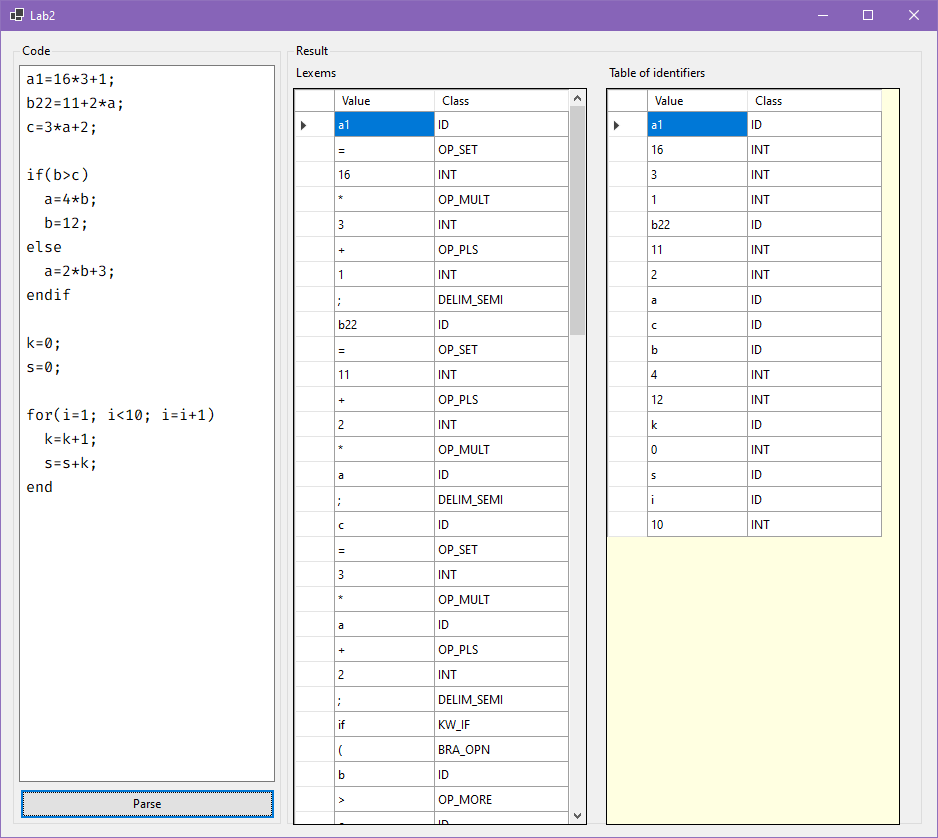 Lab2
Code
a1=16*3+1;
b22=11+2*a;
c=3*a+2;
if(b>c)
a=4*b;
b=12;
else
a=2*b+3;
endif
k=0;
s=0;
for(i=1; i<10; i=i+1)
k=k+1;
s=s+k;
end
Parse
Result
Lexems
Value Class
a1 ID
= OP_SET
16 INT
* OP_MULT
3 INT
+ OP_PLS
1 INT
; DELIM_SEMI
b22 ID
= OP_SET
11 INT
+ OP_PLS
2 INT
* OP_MULT
a ID
; DELIM_SEMI
c ID
= OP_SET
3 INT
* OP_MULT
a ID
+ OP_PLS
2 INT
; DELIM_SEMI
if KW_IF
( BRA_OPN
b ID
> OP_MORE
ID
Table of identifiers
Value Class
a1 ID
16 INT
3 INT
1 INT
b22 ID
11 INT
2 INT
a ID
c ID
b ID
4 INT
12 INT
k ID
0 INT
s ID
i ID
10 INT